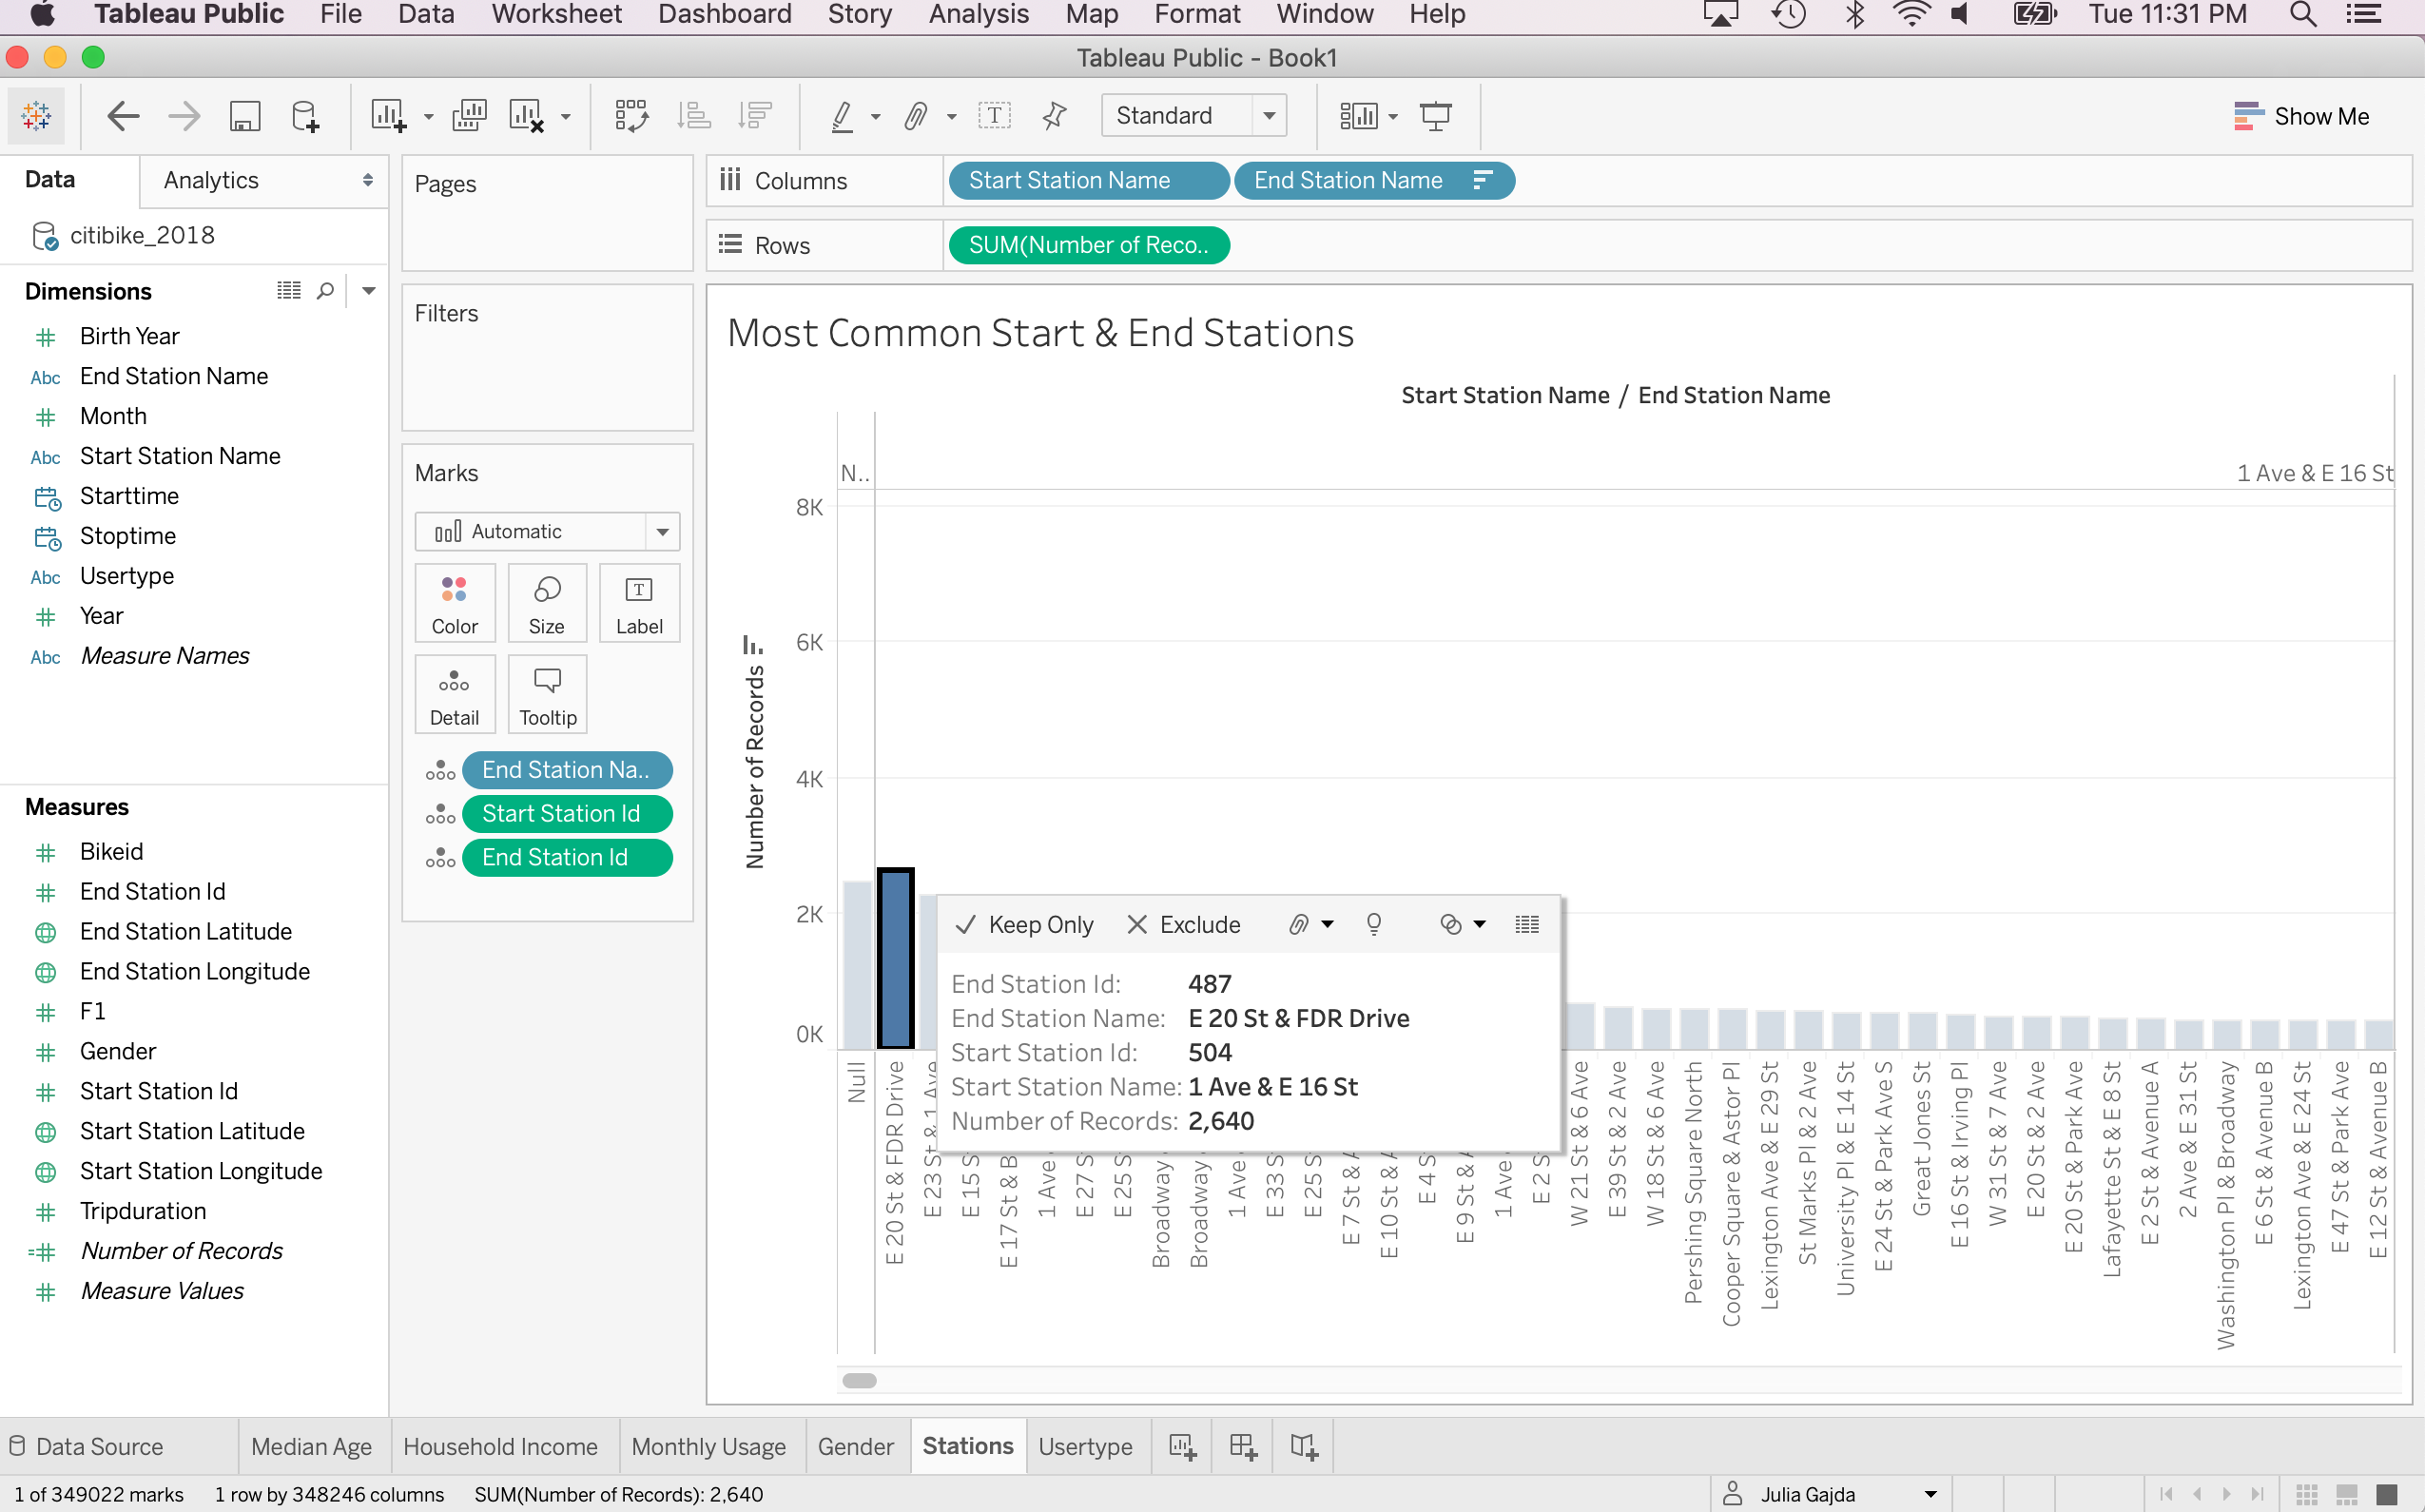 Tableau Public File Data Worksheet Dashboard Story Analysis Map Format Window Help Tue 11:31 PM
Tableau Public - Book1
Standard
Show Me
Data Analytics
citibike_2018
Dimensions
Birth Year
Abc End Station Name
Month
Abc Start Station Name
Starttime
Stoptime
Abc Usertype
Year
Abc Measure Names
Measures
Bikeid
End Station Id
End Station Latitude
End Station Longitude
F1
Gender
Start Station Id
Start Station Latitude
Start Station Longitude
Tripduration
Number of Records
Measure Values
Pages
Filters
Marks
Automatic
Color Size Label
Detail Tooltip
End Station Na..
Start Station Id
End Station Id
Columns Start Station Name End Station Name
Rows SUM(Number of Reco..
Most Common Start & End Stations
Start Station Name / End Station Name
N.. 1 Ave & E 16 St
8K
6K
4K
2K
0K
Number of Records
Keep Only Exclude
End Station Id: 487
End Station Name: E 20 St & FDR Drive
Start Station Id: 504
Start Station Name: 1 Ave & E 16 St
Number of Records: 2,640
Null
E 20 St & FDR Drive
E 23 St & 1 Ave
E 15 S
E 17 St & B
1 Ave
E 27 S
E 25 S
Broadway
Broadway
1 Ave
E 33 S
E 25 S
E 7 St & A
E 10 St &
E 4 S
E 9 St &
1 Ave
E 2 S
W 21 St & 6 Ave
E 39 St & 2 Ave
W 18 St & 6 Ave
Pershing Square North
Cooper Square & Astor Pl
Lexington Ave & E 29 St
St Marks Pl & 2 Ave
University Pl & E 14 St
E 24 St & Park Ave S
Great Jones St
E 16 St & Irving Pl
W 31 St & 7 Ave
E 20 St & 2 Ave
E 20 St & Park Ave
Lafayette St & E 8 St
E 2 St & Avenue A
2 Ave & E 31 St
Washington Pl & Broadway
E 6 St & Avenue B
Lexington Ave & E 24 St
E 47 St & Park Ave
E 12 St & Avenue B
Data Source Median Age Household Income Monthly Usage Gender Stations Usertype
1 of 349022 marks 1 row by 348246 columns SUM(Number of Records): 2,640 Julia Gajda